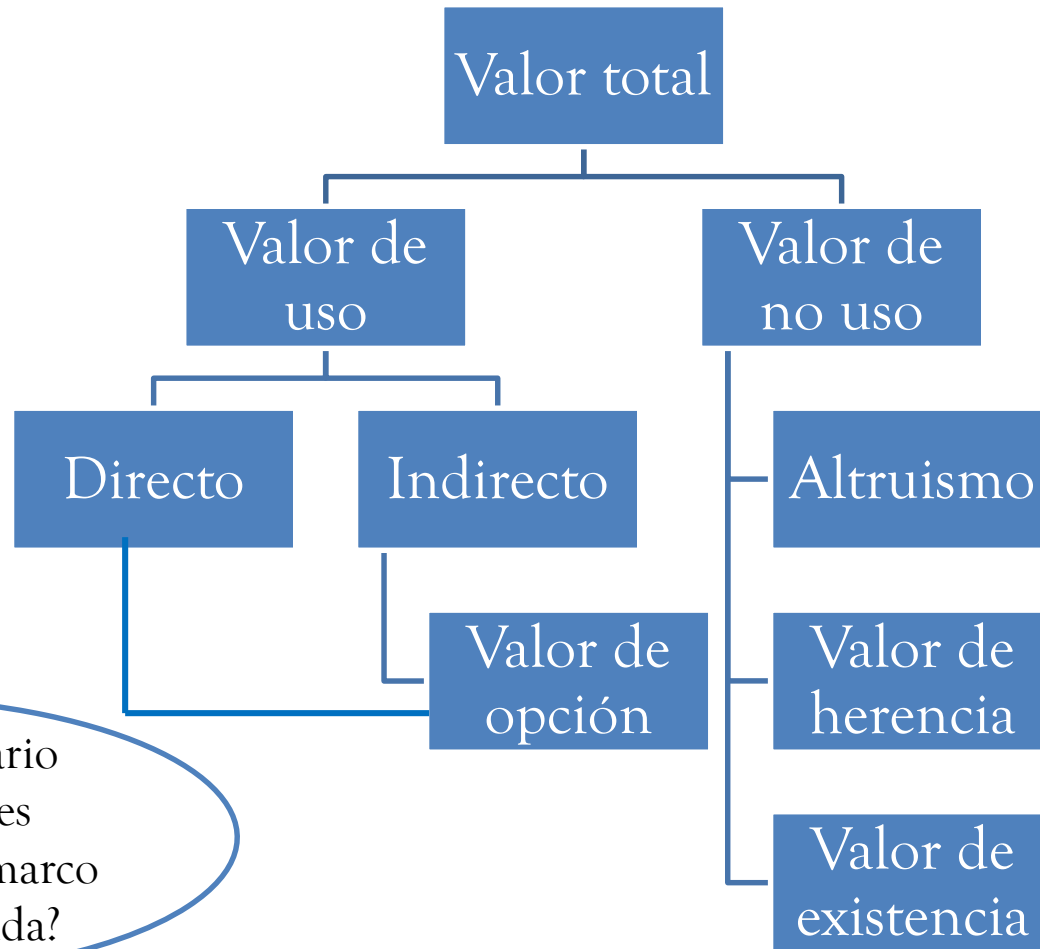 Valor total
Valor de
uso
Valor de
no uso
Directo
Indirecto
Altruismo
Valor de
opción
Valor de
herencia
Valor de
existencia
marco